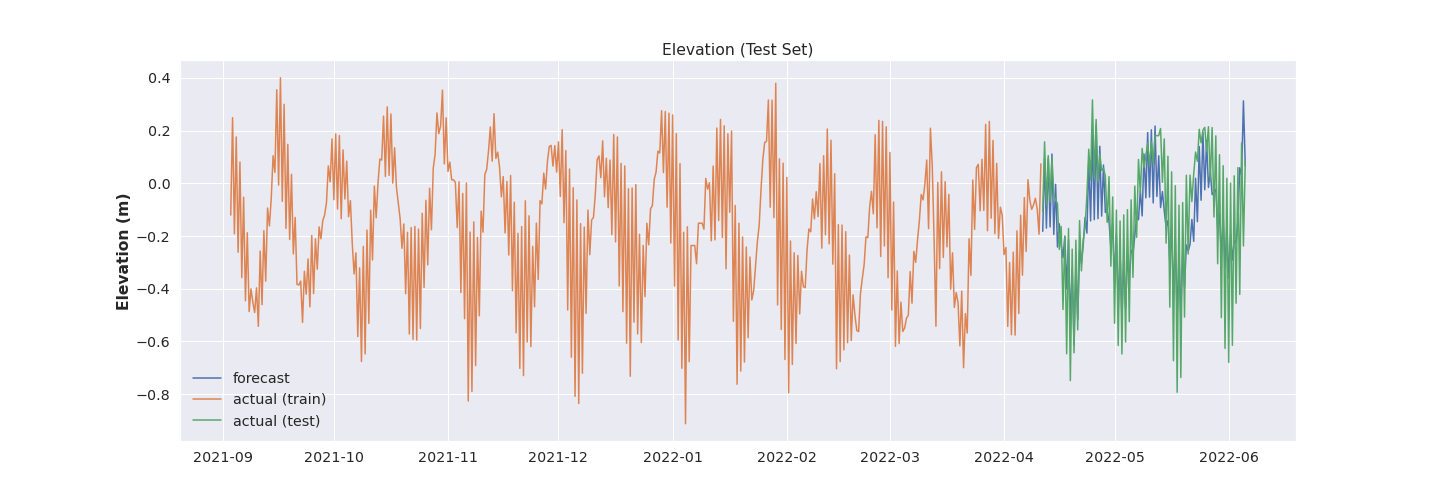 Elevation (Test Set)
Elevation (m)
0.4
0.2
0.0
−0.2
−0.4
−0.6
−0.8
forecast
actual (train)
actual (test)
2021-09 2021-10 2021-11 2021-12 2022-01 2022-02 2022-03 2022-04 2022-05 2022-06